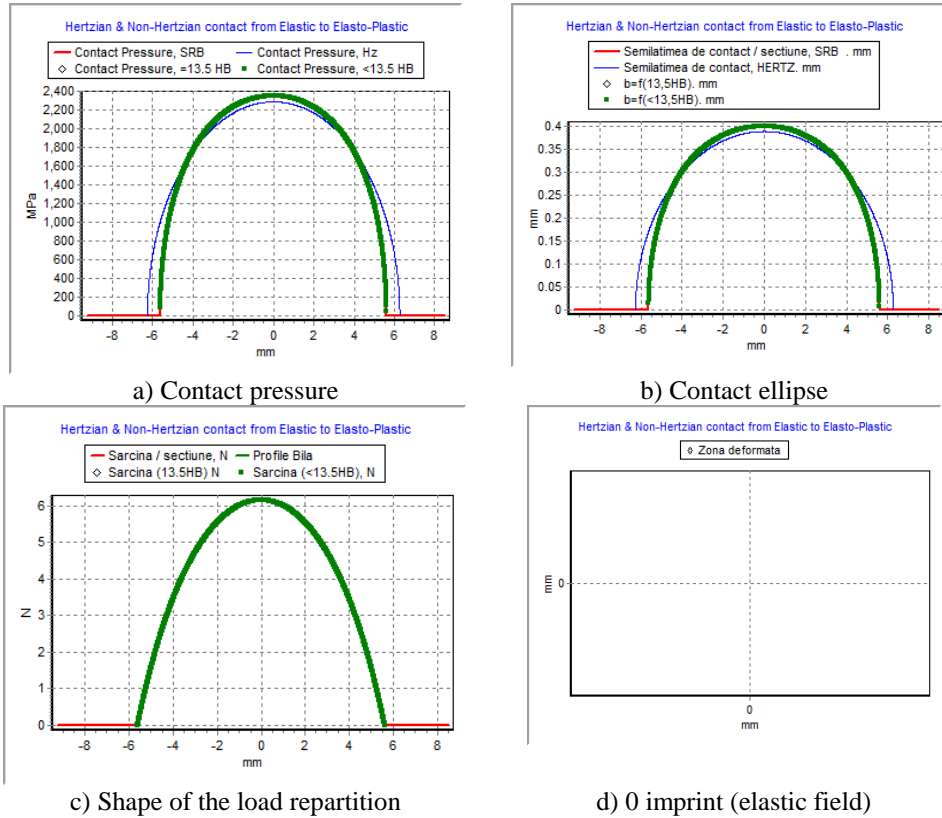 Hertzian & Non-Hertzian contact from Elastic to Elasto-Plastic
Contact Pressure, SRB Contact Pressure, Hz
Contact Pressure, =13.5 HB Contact Pressure, <13.5 HB
2,400
2,200
2,000
1,800
1,600
1,400
1,200
1,000
800
600
400
200
0
MPa
-8 -6 -4 -2 0 2 4 6 8
mm
a) Contact pressure
Hertzian & Non-Hertzian contact from Elastic to Elasto-Plastic
Semilatimea de contact / sectiune, SRB . mm
Semilatimea de contact, HERTZ. mm
b=f(13,5HB). mm
b=f(<13,5HB). mm
0.4
0.35
0.3
0.25
0.2
0.15
0.1
0.05
0
mm
-8 -6 -4 -2 0 2 4 6 8
mm
b) Contact ellipse
Hertzian & Non-Hertzian contact from Elastic to Elasto-Plastic
Sarcina / sectiune, N Profile Bila
Sarcina (13.5HB) N Sarcina (<13.5HB), N
6
5
4
3
2
1
0
N
-8 -6 -4 -2 0 2 4 6 8
mm
c) Shape of the load repartition
Hertzian & Non-Hertzian contact from Elastic to Elasto-Plastic
Zona deformata
mm 0
0
mm
d) 0 imprint (elastic field)